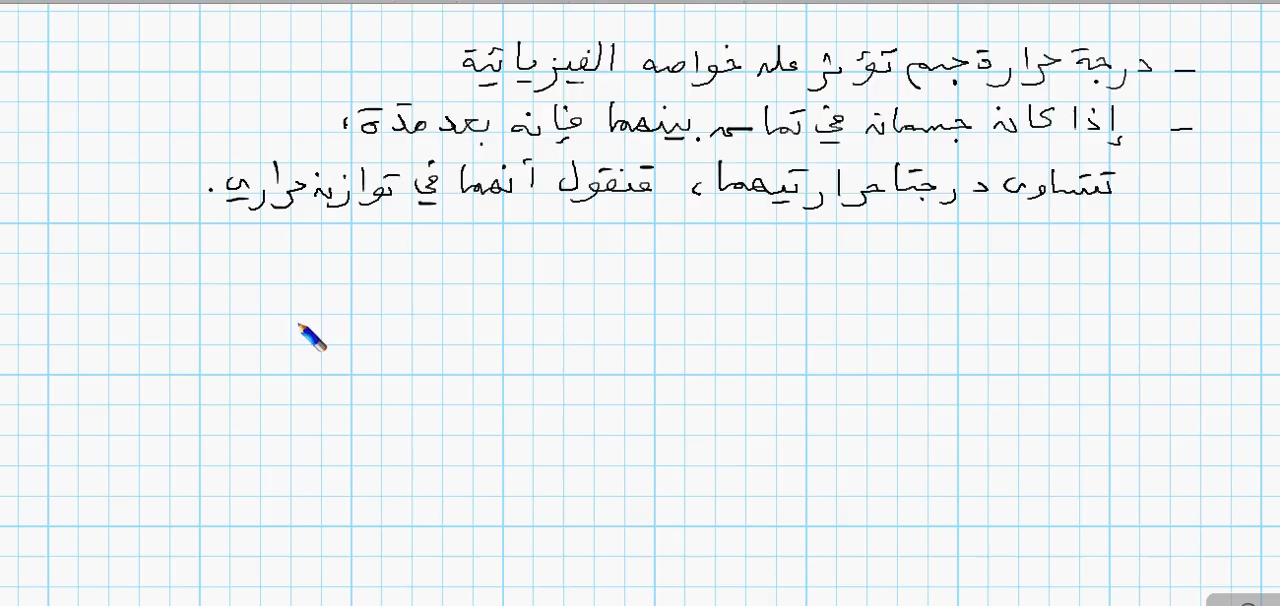 - درجة حرارة جسم تؤثر على خواصه الفيزيائية
- إذا كان جسمان في تماس بينهما فإنه بعد مدة،
تتساوى درجتا حرارتيهما، فنقول أنهما في توازن حراري.